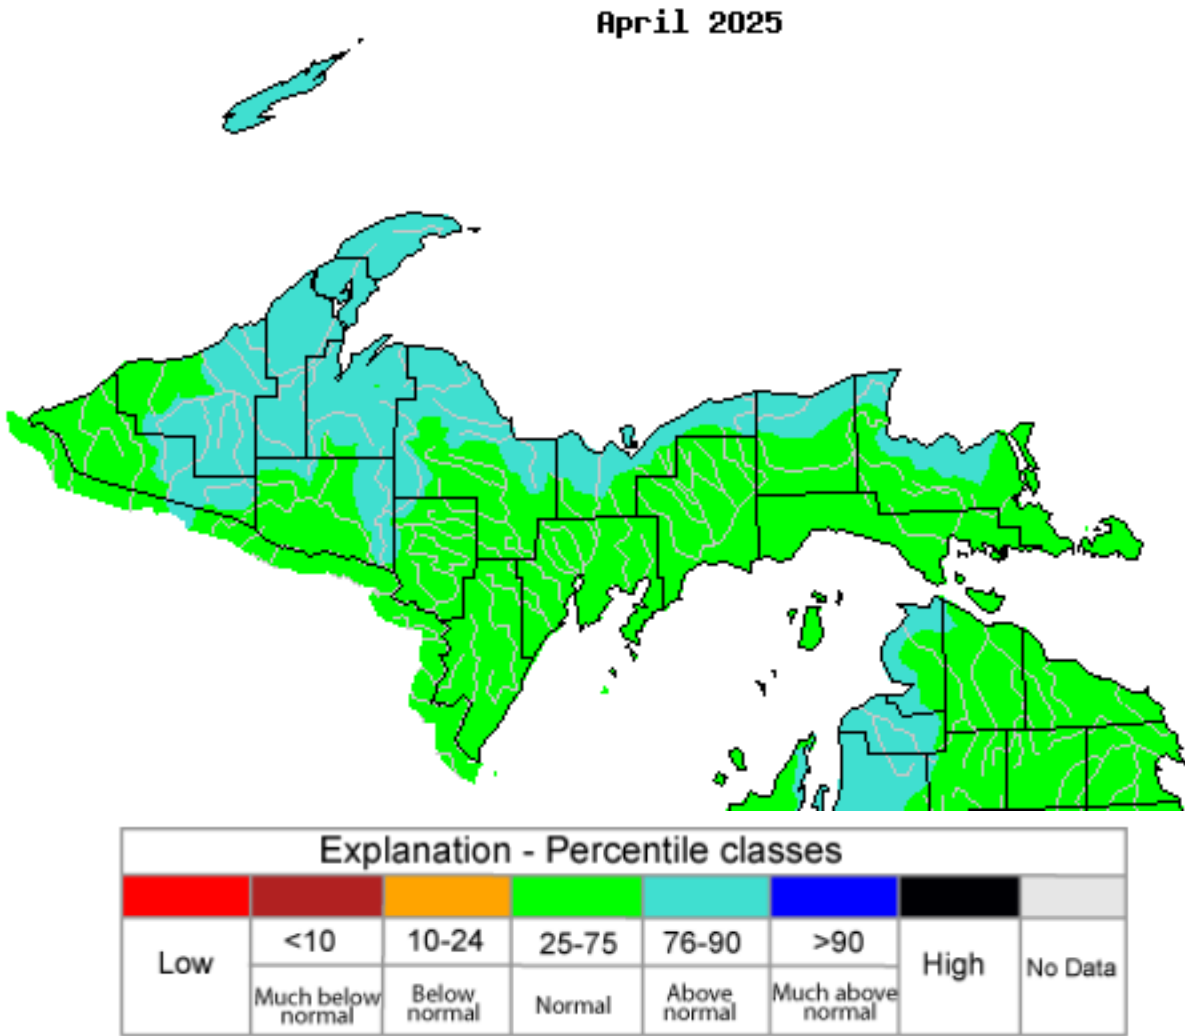 April 2025
Explanation - Percentile classes
<10 10-24 25-75 76-90 >90
Low High No Data
Much below Below Normal Above Much above
normal normal normal normal